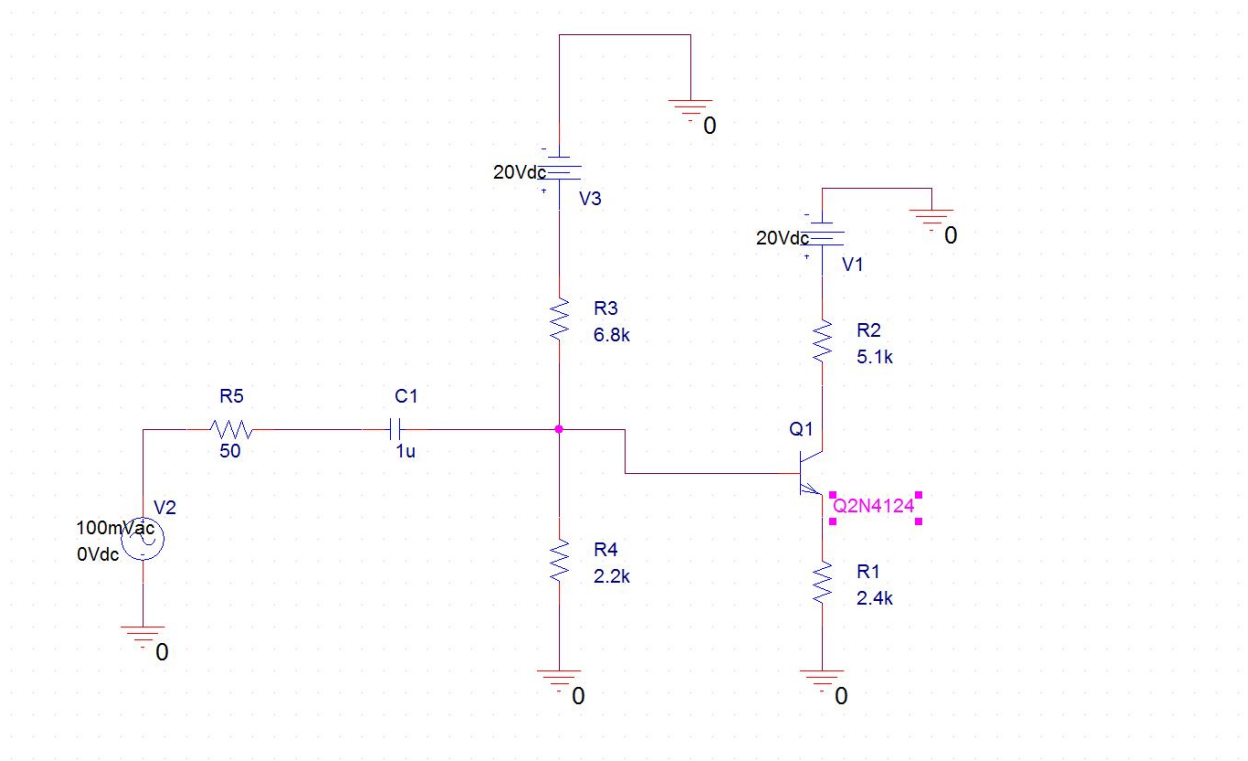 0
-
20Vdc
+
V3
-
0
20Vdc
+
V1
R3
6.8k
R2
5.1k
R5
C1
50
1u
Q1
V2
100mVac
0Vdc
-
Q2N4124
R4
2.2k
R1
2.4k
0
0
0